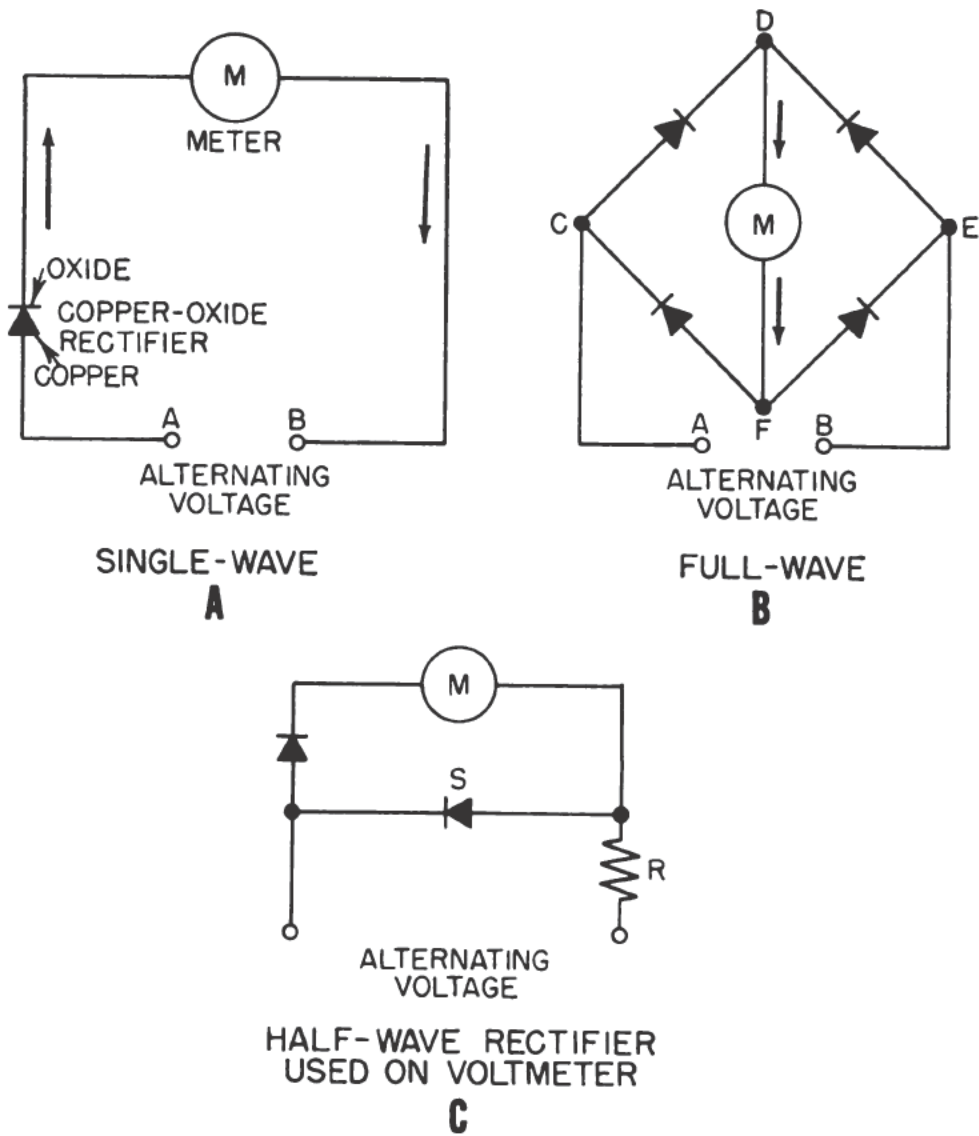 M
METER
OXIDE
COPPER-OXIDE
RECTIFIER
COPPER
A
B
ALTERNATING
VOLTAGE
SINGLE-WAVE
A
D
C
M
E
A
F
B
ALTERNATING
VOLTAGE
FULL-WAVE
B
M
S
R
ALTERNATING
VOLTAGE
HALF-WAVE RECTIFIER
USED ON VOLTMETER
C